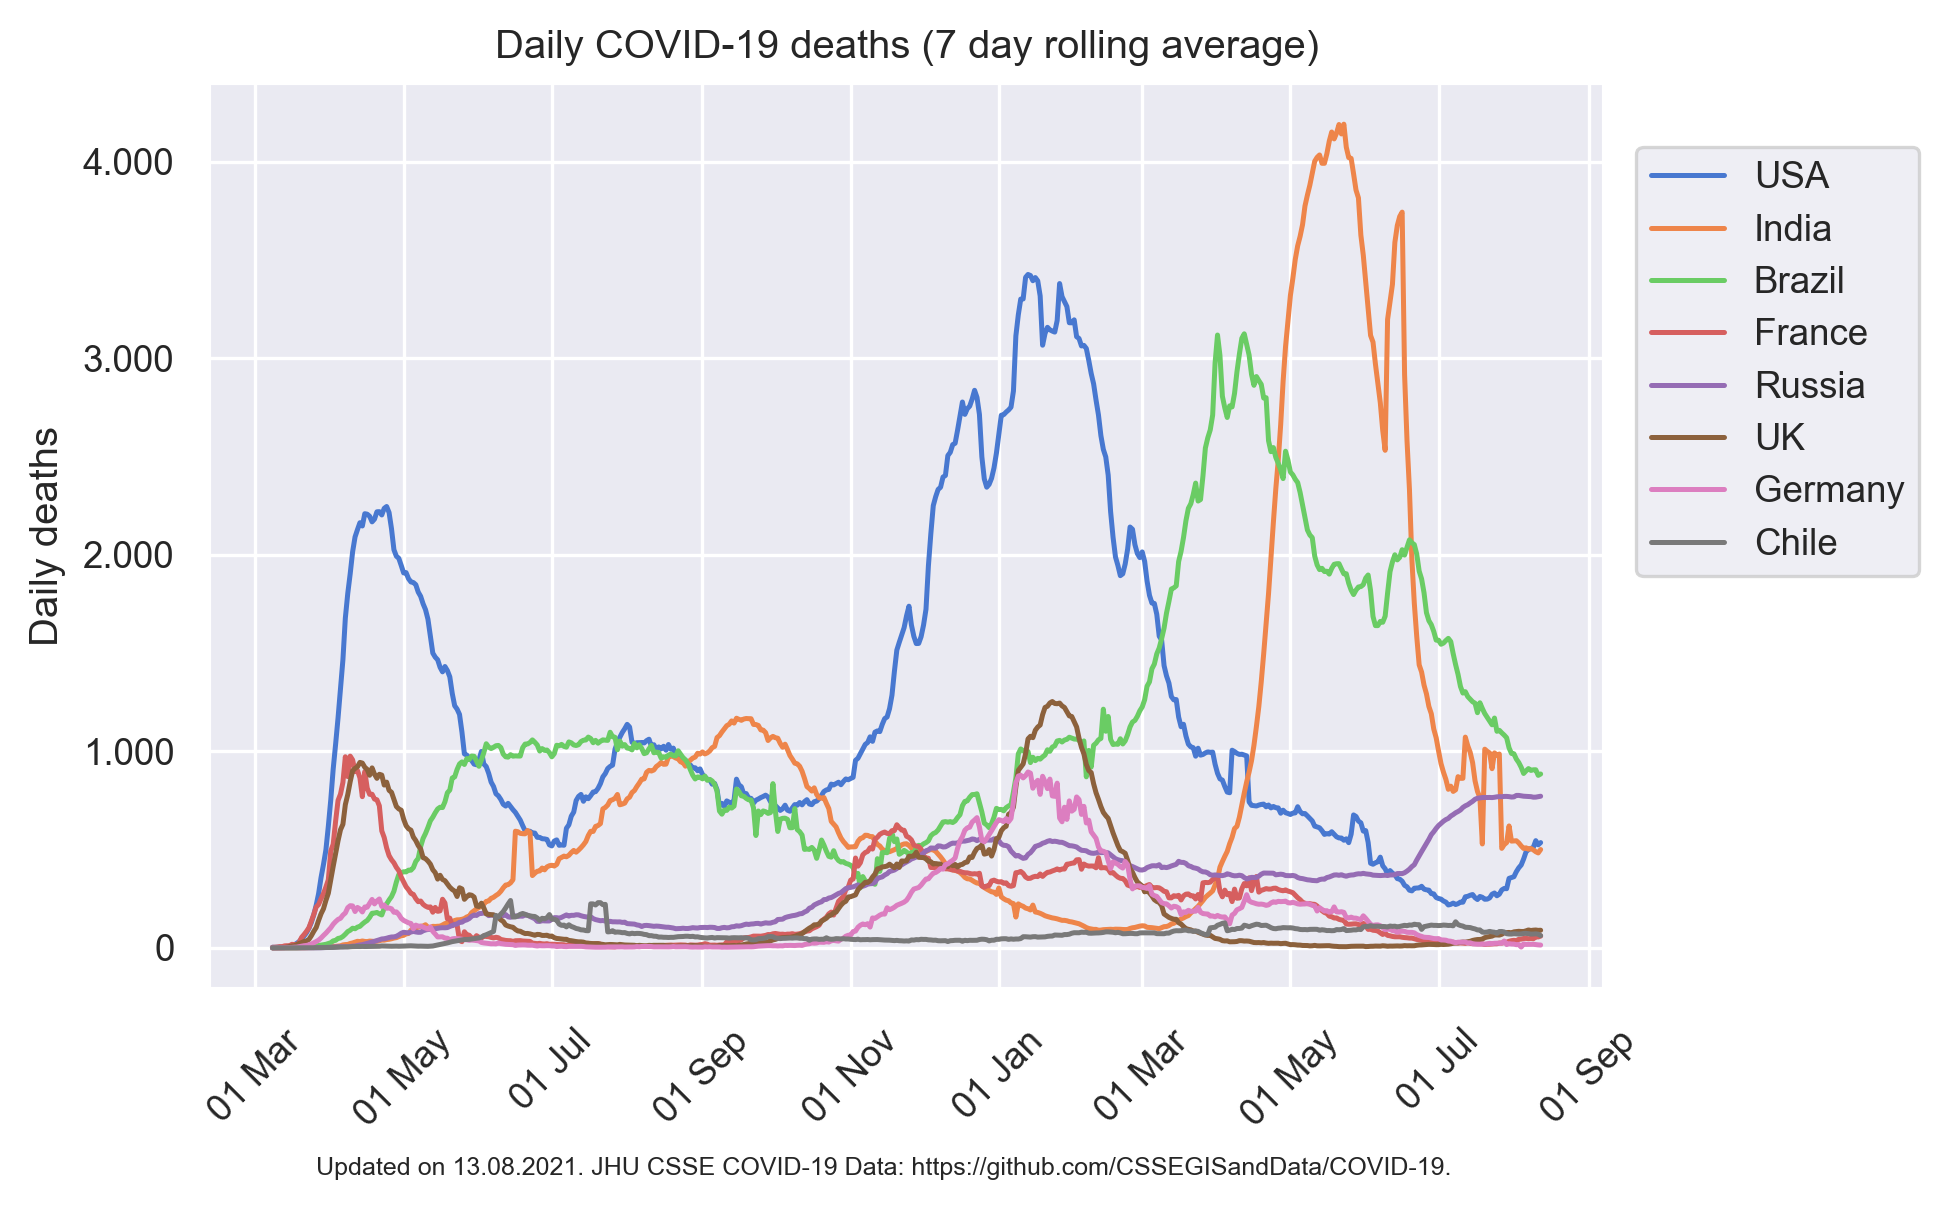 Daily COVID-19 deaths (7 day rolling average)
Daily deaths
4.000
3.000
2.000
1.000
0
01 Mar
01 May
01 Jul
01 Sep
01 Nov
01 Jan
01 Mar
01 May
01 Jul
01 Sep
USA
India
Brazil
France
Russia
UK
Germany
Chile
Updated on 13.08.2021. JHU CSSE COVID-19 Data: https://github.com/CSSEGISandData/COVID-19.